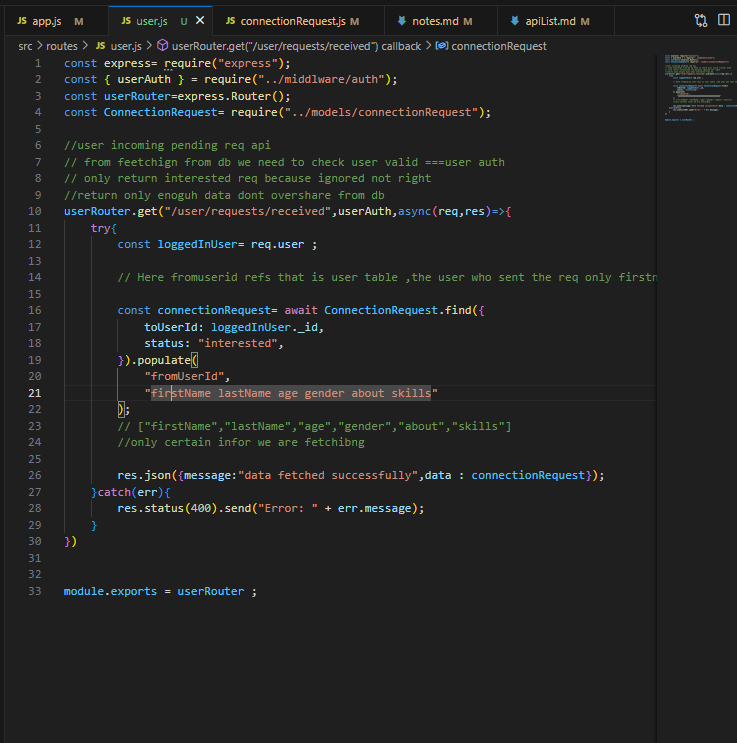 JS app.js M JS user.js U × JS connectionRequest.js M notes.md M apiList.md M
src > routes > JS user.js > userRouter.get("/user/requests/received") callback > connectionRequest
1 const express= require("express");
2 const { userAuth } = require("../middlware/auth");
3 const userRouter=express.Router();
4 const ConnectionRequest= require("../models/connectionRequest");
5
6 //user incoming pending req api
7 // from feetchign from db we need to check user valid ===user auth
8 // only return interested req because ignored not right
9 //return only enoguh data dont overshare from db
10 userRouter.get("/user/requests/received",userAuth,async(req,res)=>{
11 try{
12 const loggedInUser= req.user ;
13
14 // Here fromuserid refs that is user table ,the user who sent the req only firstn
15
16 const connectionRequest= await ConnectionRequest.find({
17 toUserId: loggedInUser._id,
18 status: "interested",
19 }).populate(
20 "fromUserId",
21 "firstName lastName age gender about skills"
22 );
23 // ["firstName","lastName","age","gender","about","skills"]
24 //only certain infor we are fetchibng
25
26 res.json({message:"data fetched successfully",data : connectionRequest});
27 }catch(err){
28 res.status(400).send("Error: " + err.message);
29 }
30 })
31
32
33 module.exports = userRouter ;